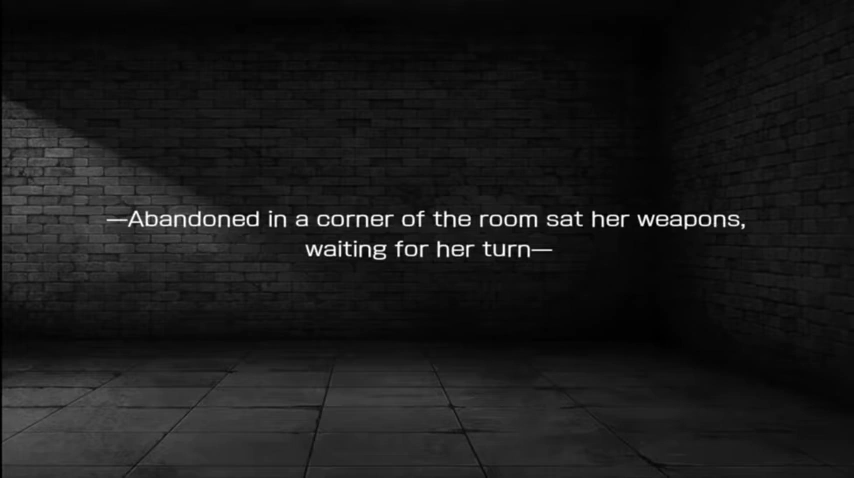 —Abandoned in a corner of the room sat her weapons,
waiting for her turn—